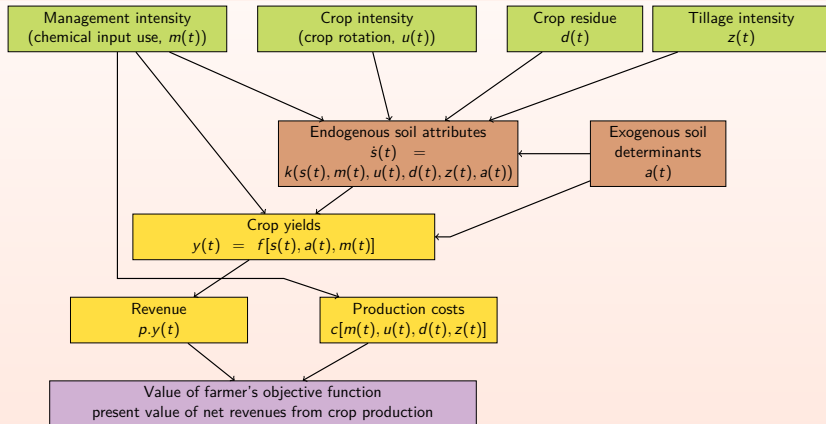 Management intensity
(chemical input use, m(t))
Crop intensity
(crop rotation, u(t))
Crop residue
d(t)
Tillage intensity
z(t)
Endogenous soil attributes
ṡ(t) =
k(s(t), m(t), u(t), d(t), z(t), a(t))
Exogenous soil
determinants
a(t)
Crop yields
y(t) = f[s(t), a(t), m(t)]
Revenue
p.y(t)
Production costs
c[m(t), u(t), d(t), z(t)]
Value of farmer's objective function
present value of net revenues from crop production